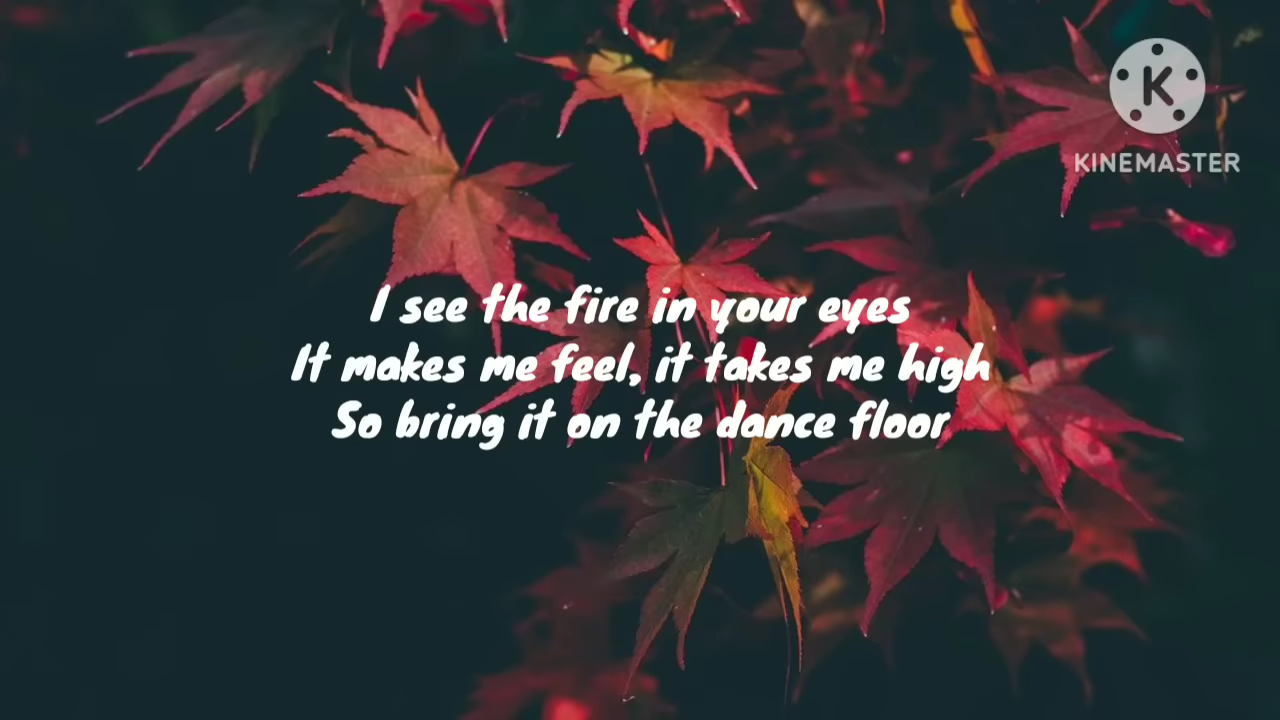 K
KINEMASTER
I see the fire in your eyes
It makes me feel, it takes me high
So bring it on the dance floor